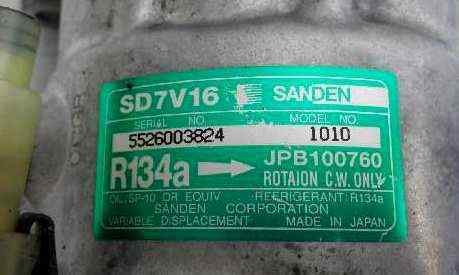 SD7V16 SANDEN
SERIAL NO. MODEL NO.
5526003824 1010
R134a JPB100760
ROTAION C.W. ONLY
OIL,SP-10 OR EQUIV REFRIGERANT:R134a
SANDEN CORPORATION
VARIABLE DISPLACEMENT MADE IN JAPAN